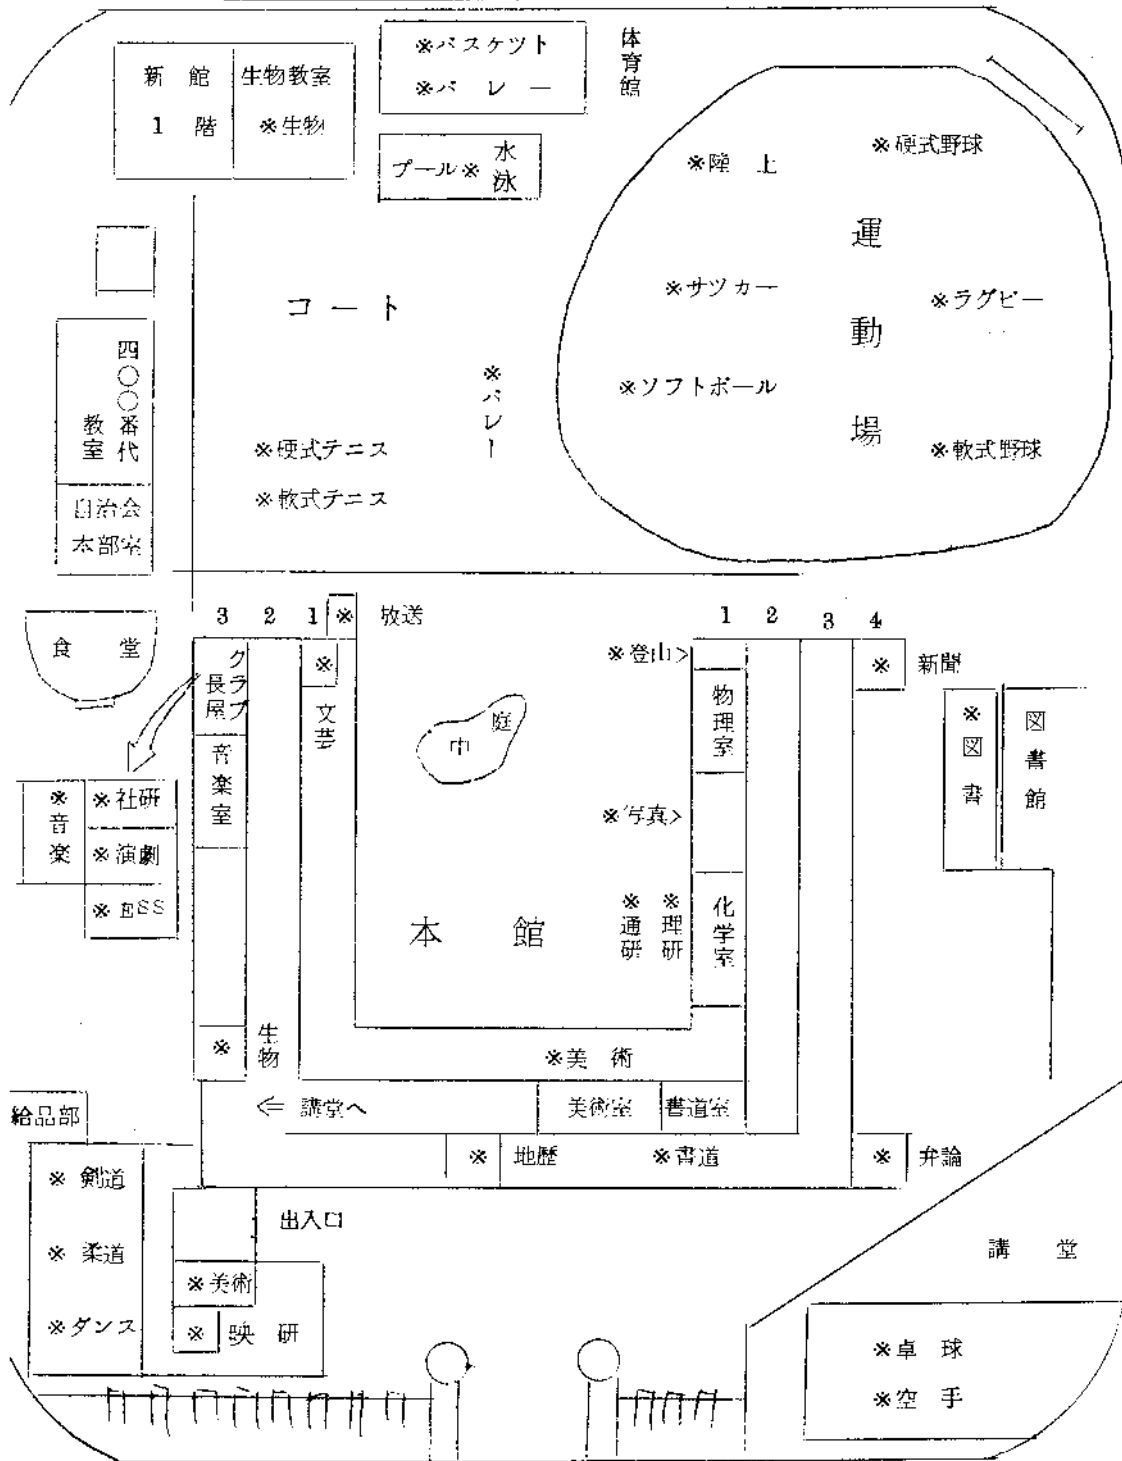 ※バスケツト
※バ レ ー
体育館
新 館
1 階
生物教室
※生物
プール※水泳
※陸 上
※硬式野球
※サツカー
※ラグビー
※ソフトボール
※軟式野球
運動場
コート
※バレー
※硬式テニス
※軟式テニス
四〇〇番代
教室
自治会
本部室
食 堂
3 2 1
※ 放送
1 2 3 4
クラブ
長屋
※
文芸
※登山>
※ 新聞
物理室
中庭
※図書
図書館
音楽室
※音楽
※社研
※演劇
※ESS
※写真>
※通研
※理研
化学室
本 館
※ 生物
※美 術
⇐ 講堂へ
美術室
書道室
※ 地歴
※書道
※ 弁論
給品部
※ 剣道
※ 柔道
※ダンス
出入口
※美術
※ 映 研
講 堂
※卓 球
※空 手